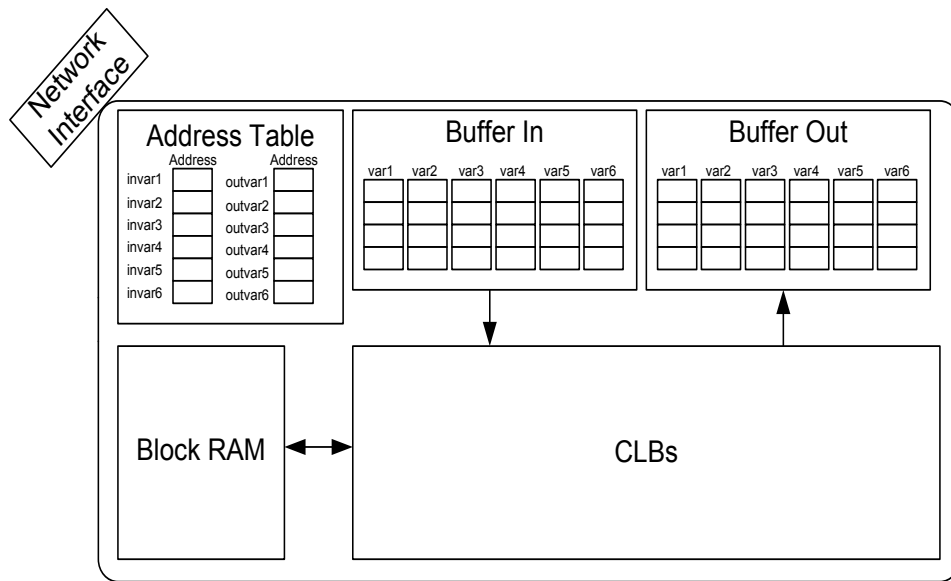 Network
Interface
Address Table
Address
Address
invar1
outvar1
invar2
outvar2
invar3
outvar3
invar4
outvar4
invar5
outvar5
invar6
outvar6
Buffer In
var1 var2 var3 var4 var5 var6
Buffer Out
var1 var2 var3 var4 var5 var6
Block RAM
CLBs